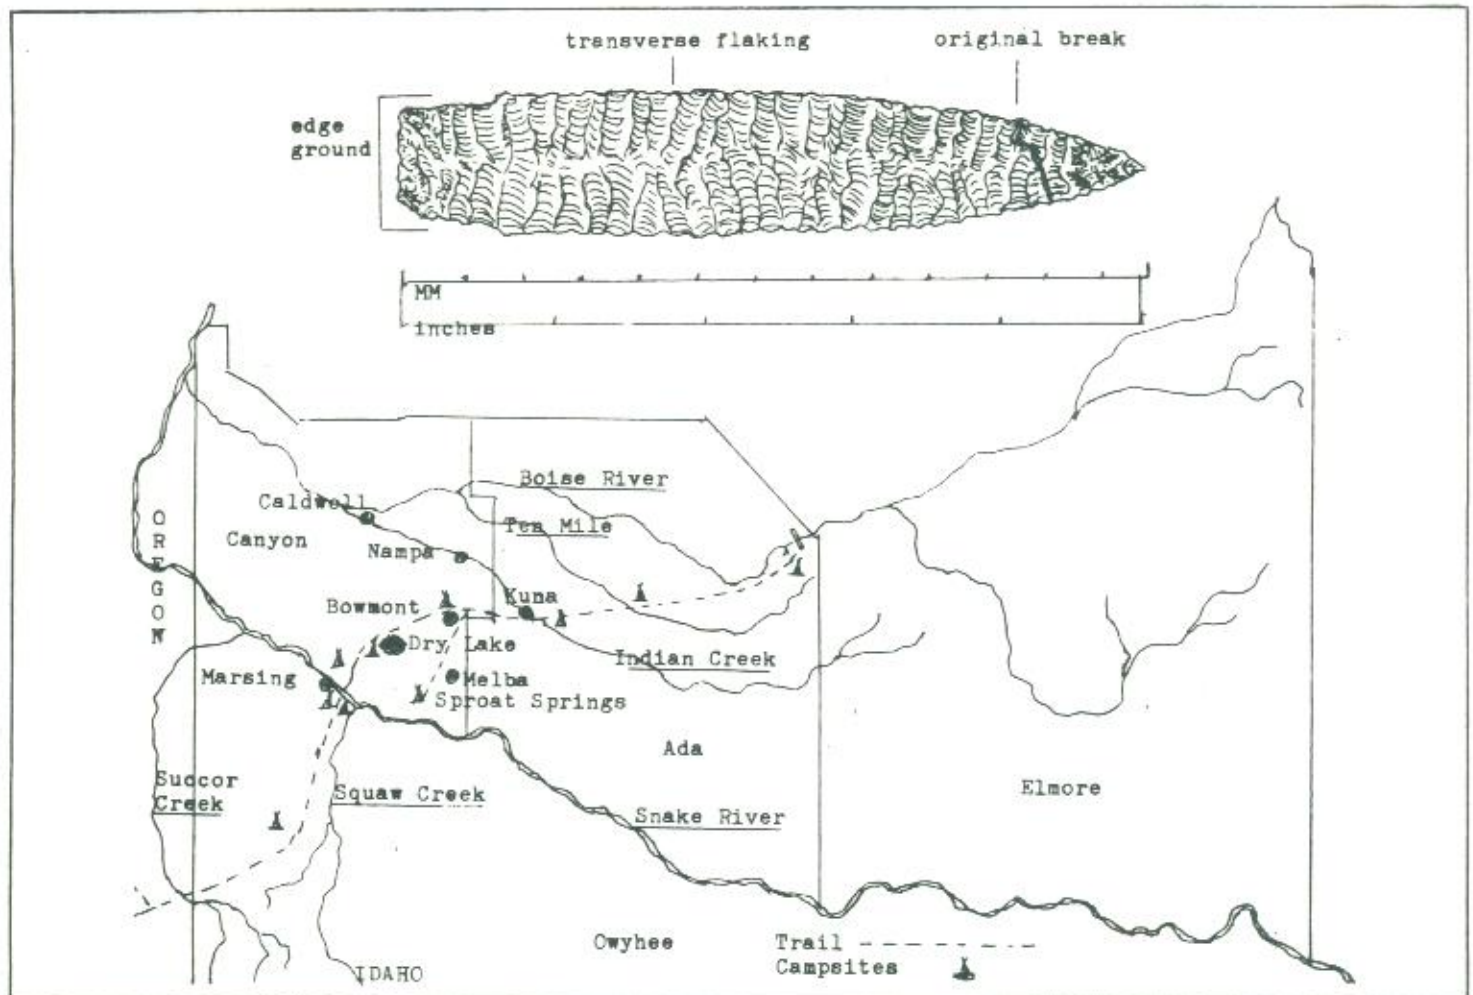 transverse flaking
original break
edge
ground
MM
inches
Boise River
Caldwell
Ten Mile
Canyon
Nampa
OREGON
Kuna
Bowmont
Dry Lake
Indian Creek
Marsing
Melba
Sproat Springs
Ada
Succor
Creek
Squaw Creek
Elmore
Snake River
Owyhee
Trail
Campsites
IDAHO